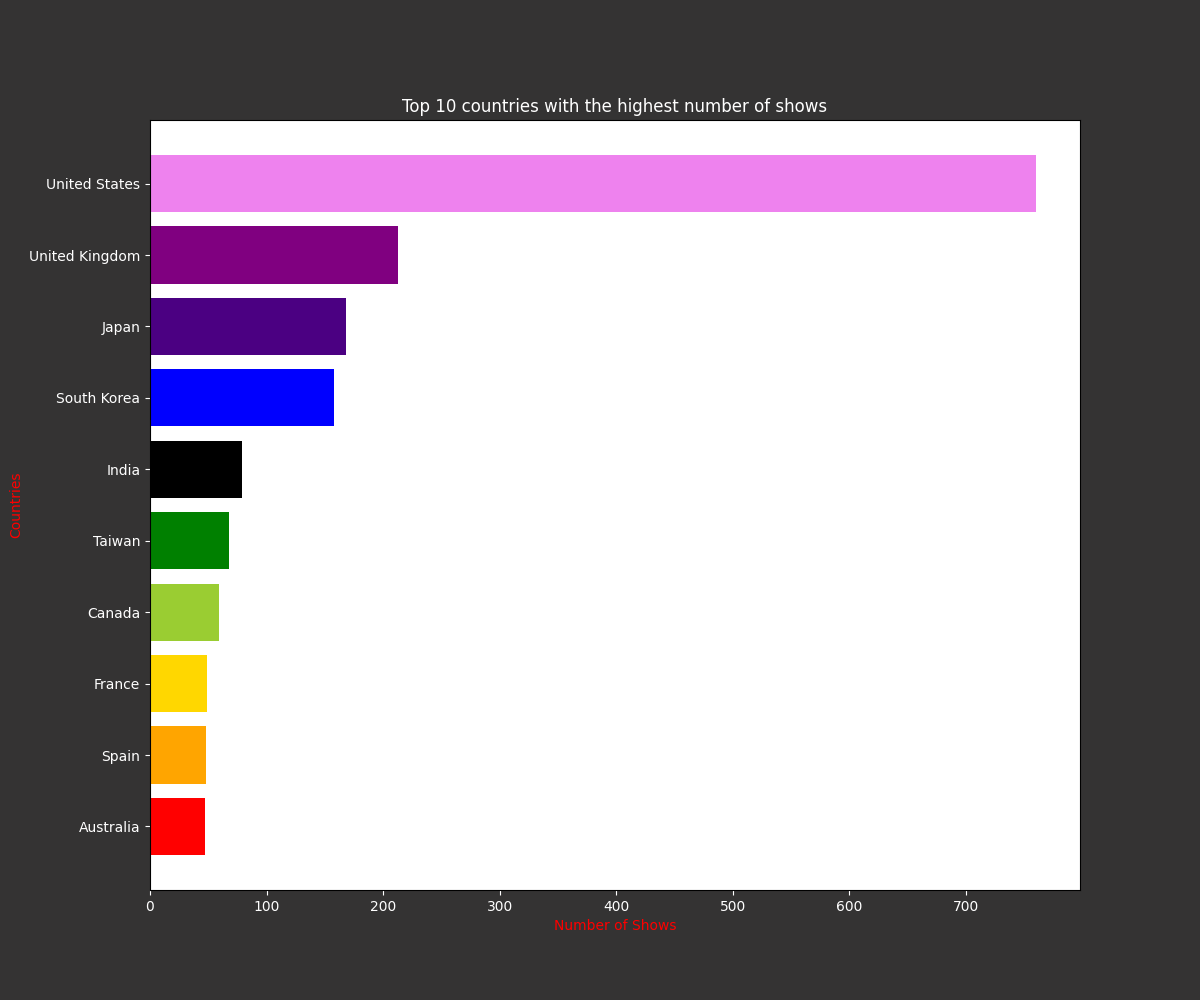 Top 10 countries with the highest number of shows
United States
United Kingdom
Japan
South Korea
India
Taiwan
Canada
France
Spain
Australia
Countries
0 100 200 300 400 500 600 700
Number of Shows